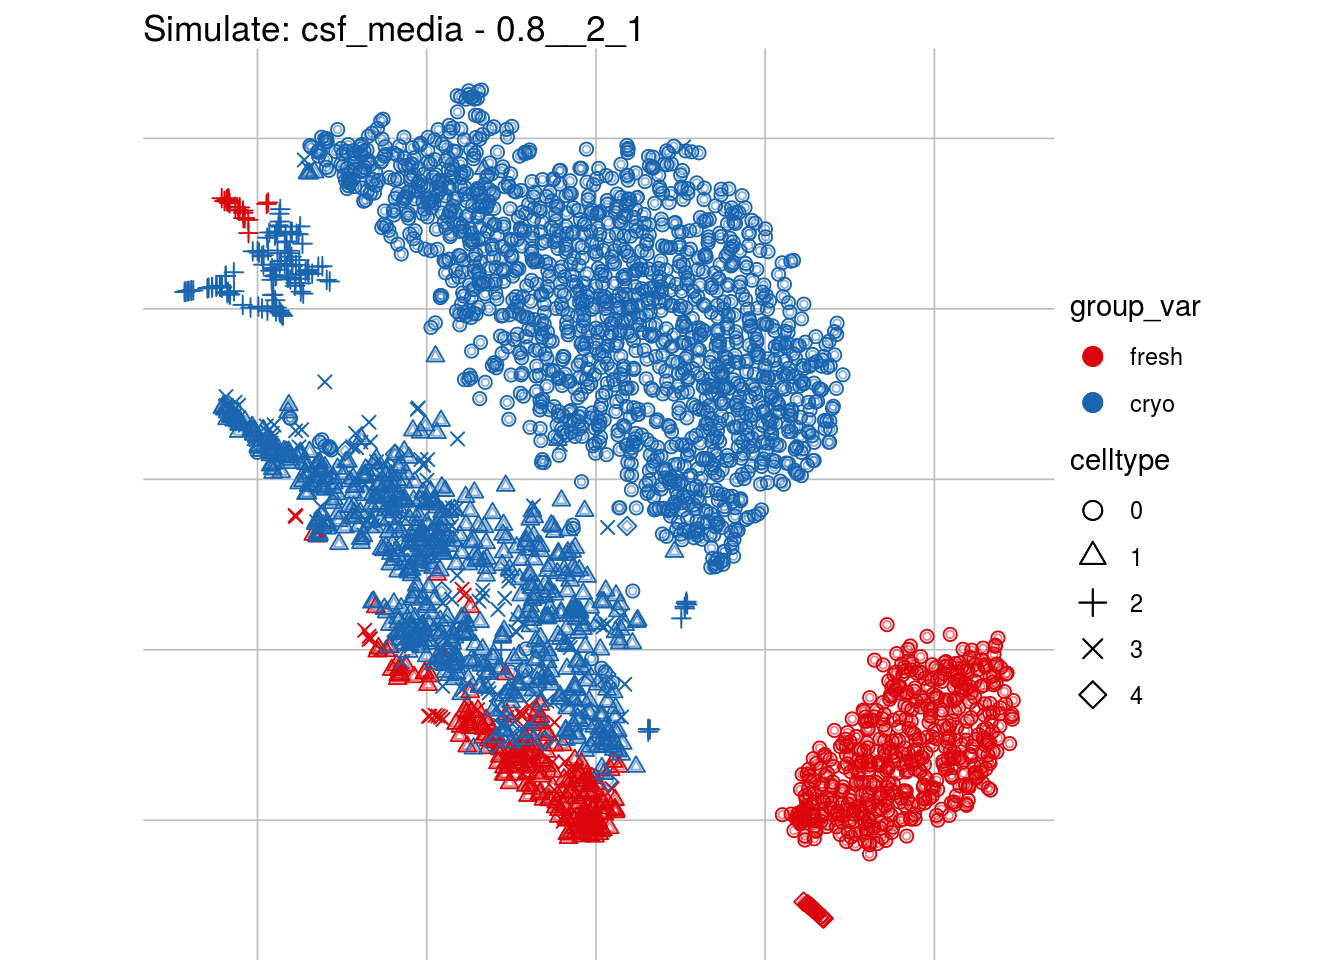 Simulate: csf_media - 0.8__2_1
group_var
fresh
cryo
celltype
0
1
2
3
4